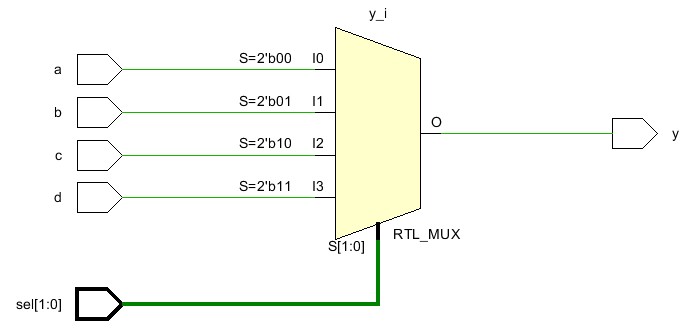 y_i
a S=2'b00 I0
b S=2'b01 I1
O y
c S=2'b10 I2
d S=2'b11 I3
S[1:0] RTL_MUX
sel[1:0]